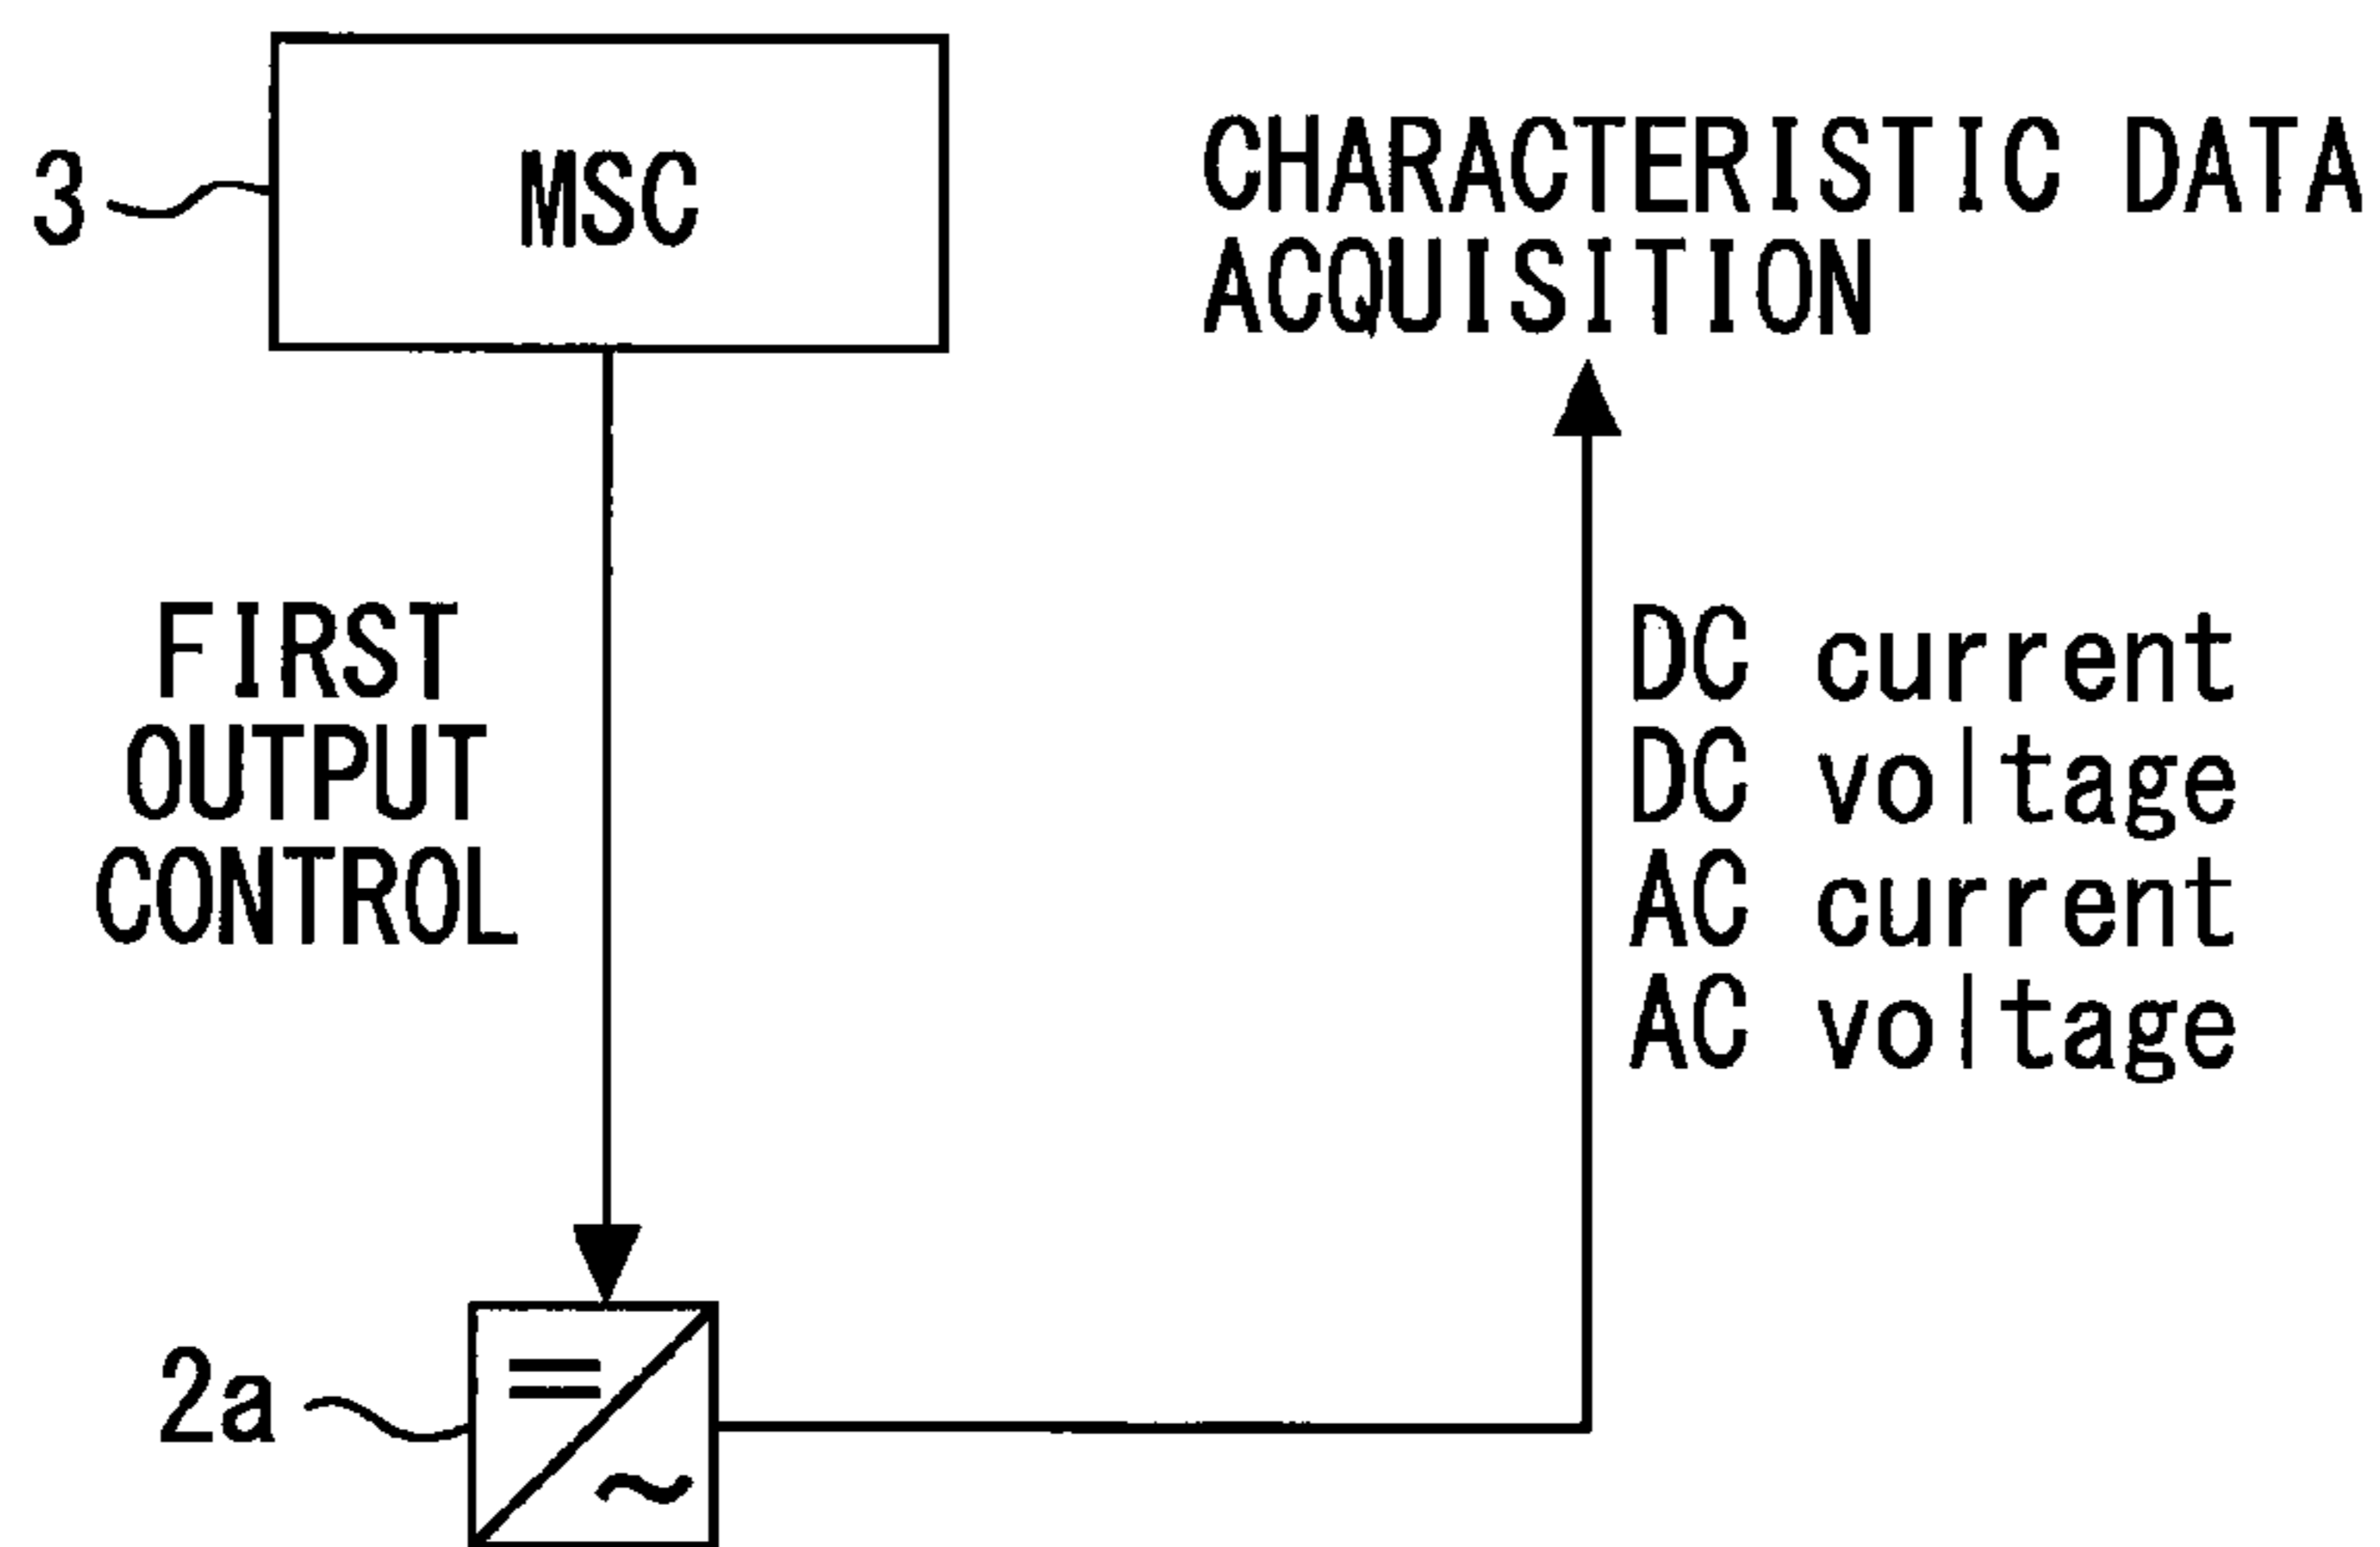 3
MSC
CHARACTERISTIC DATA
ACQUISITION
FIRST
OUTPUT
CONTROL
DC current
DC voltage
AC current
AC voltage
2a